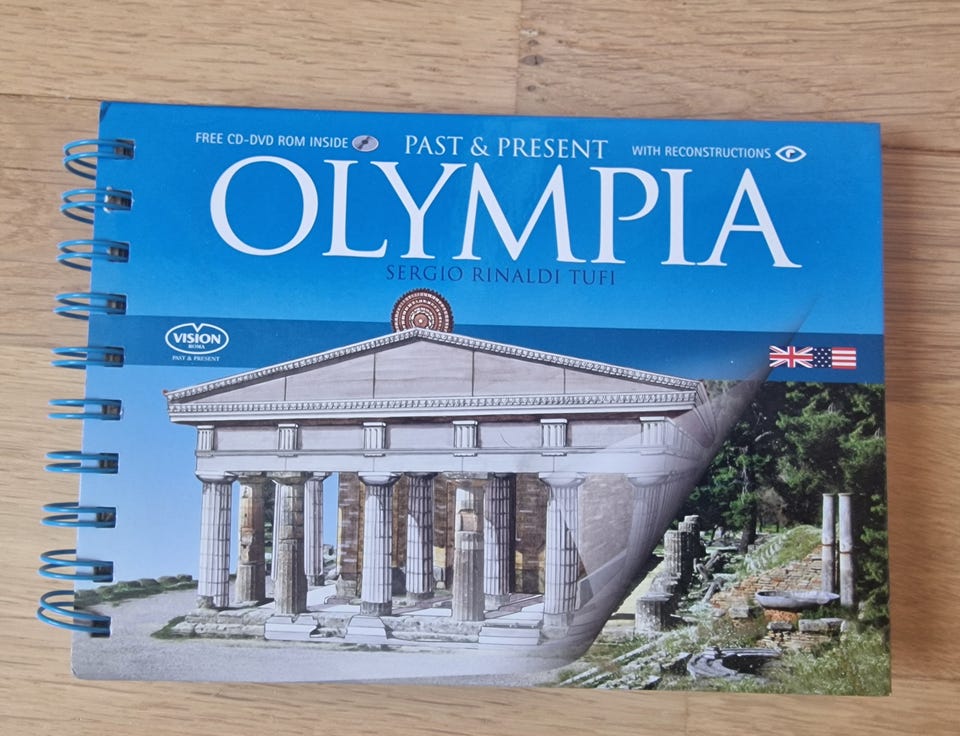 FREE CD-DVD ROM INSIDE
PAST & PRESENT
WITH RECONSTRUCTIONS
OLYMPIA
SERGIO RINALDI TUFI
VISION
ROMA
PAST & PRESENT